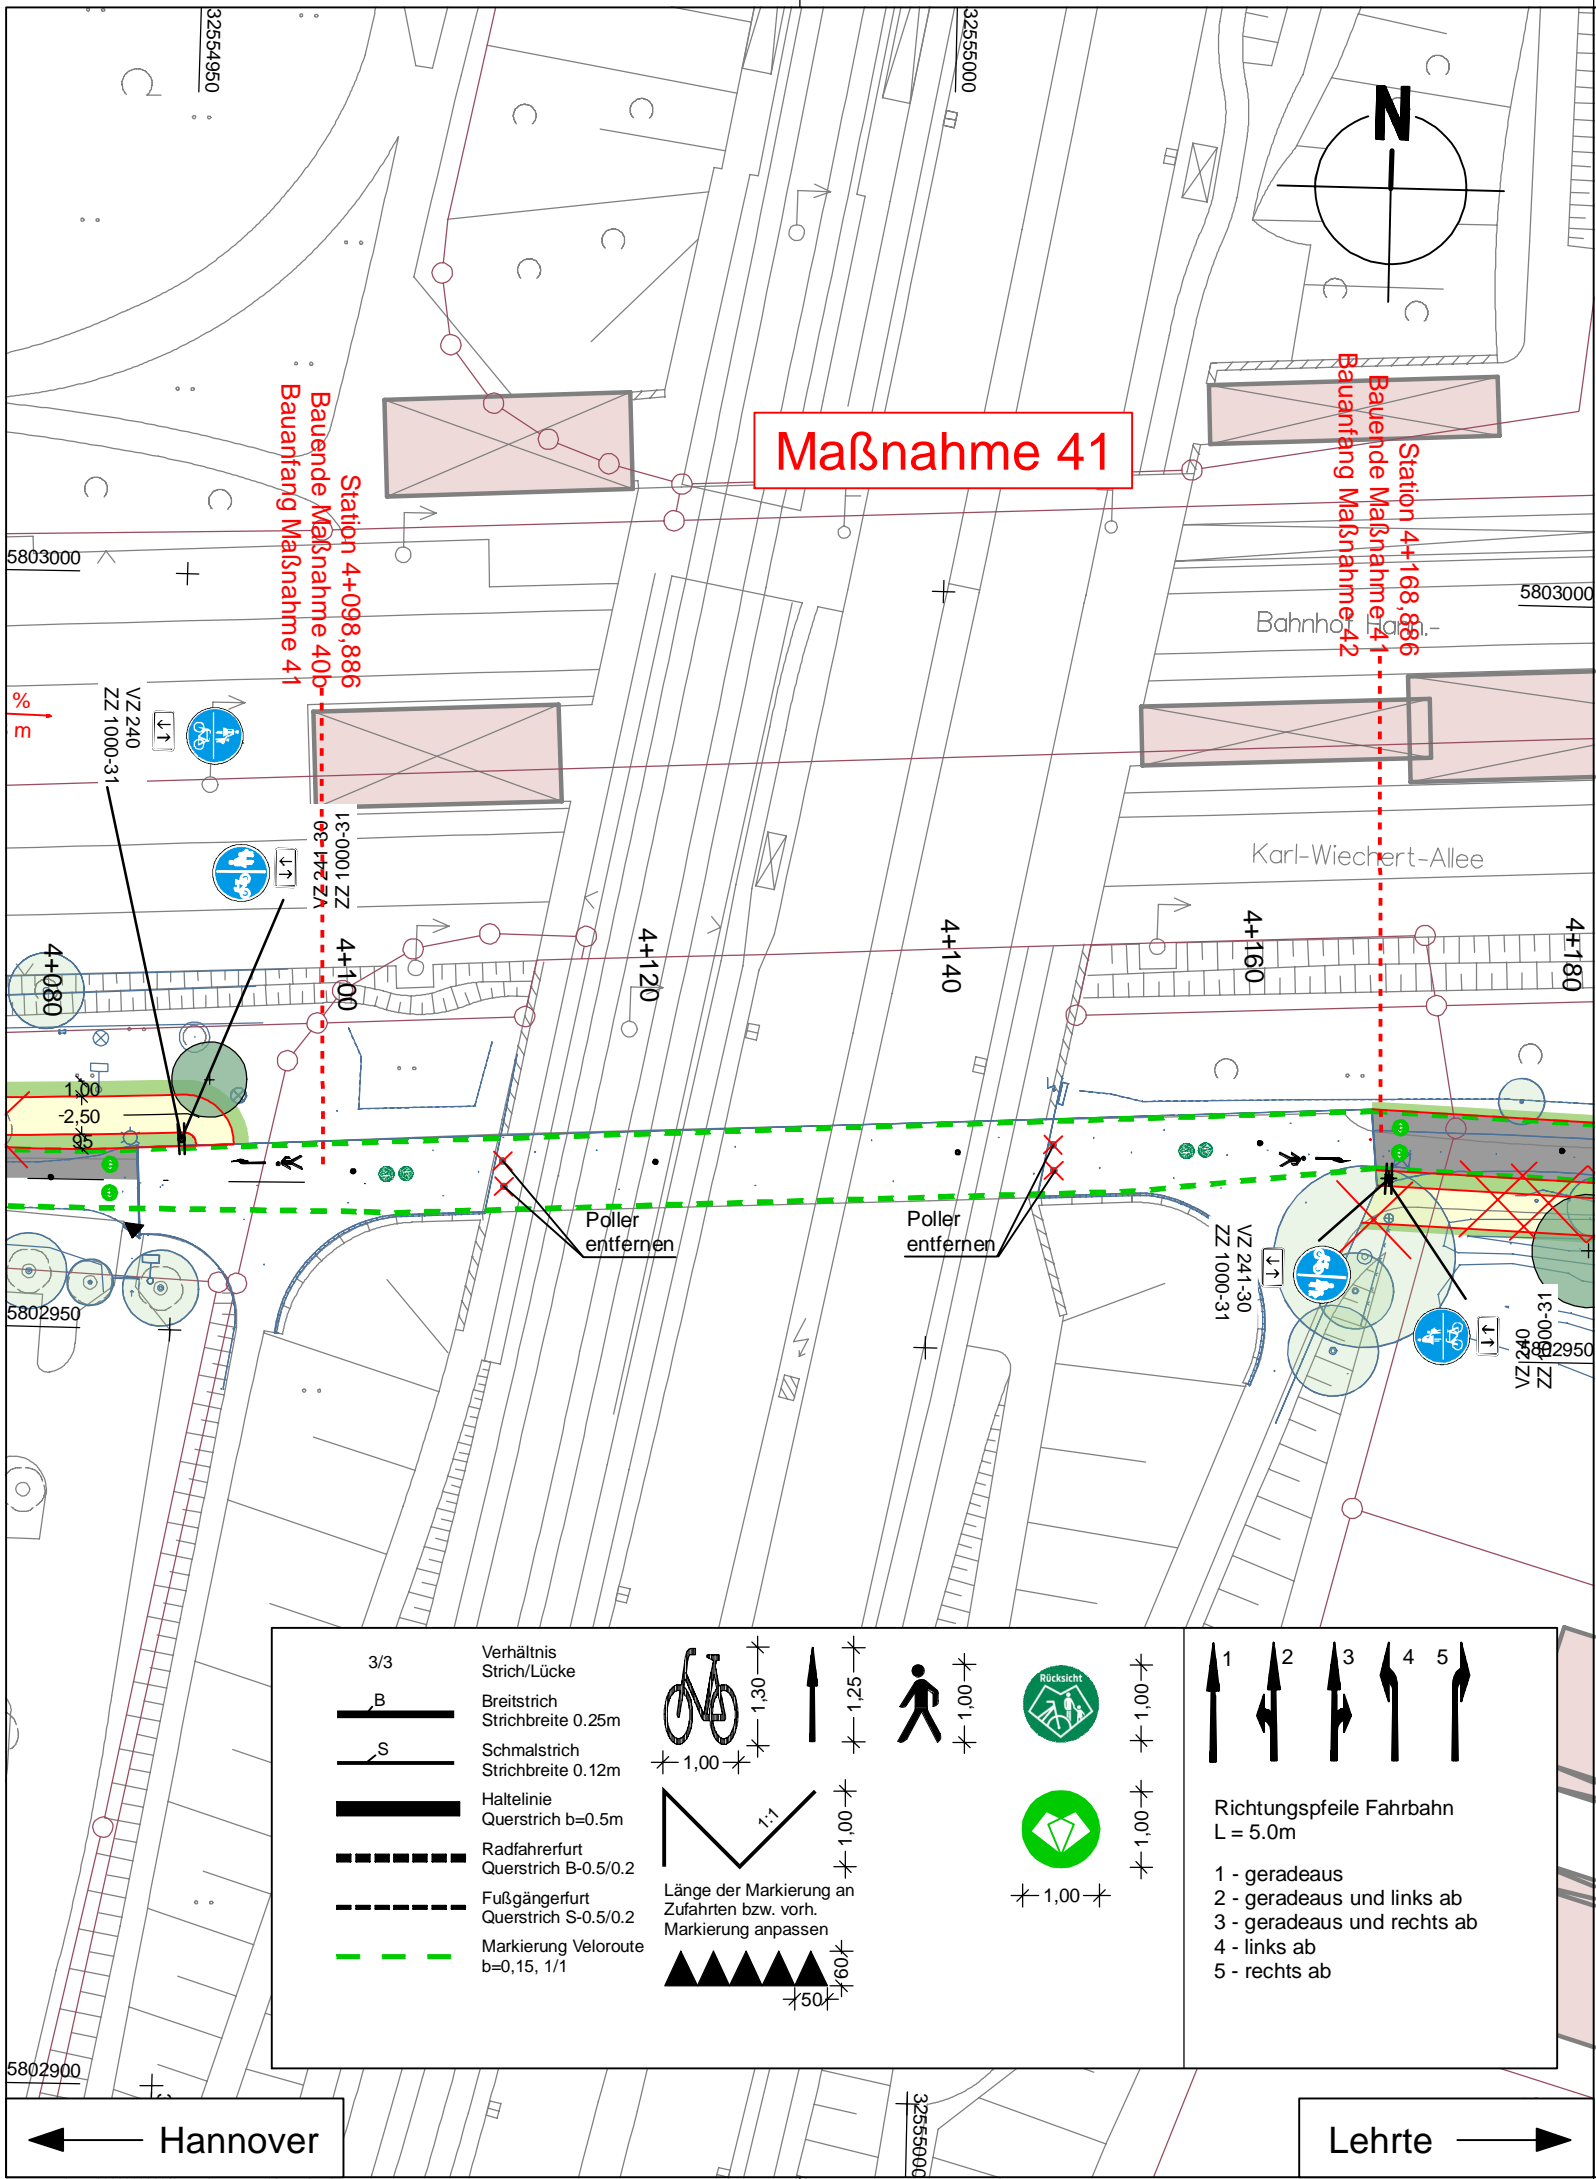 32554950
32555000
N
Maßnahme 41
Station 4+098,886
Bauende Maßnahme 40b
Bauanfang Maßnahme 41
Station 4+168,886
Bauende Maßnahme 41
Bauanfang Maßnahme 42
5803000
5803000
Bahnhof Hann.-
Karl-Wiechert-Allee
%
m
VZ 240
ZZ 1000-31
VZ 241-30
ZZ 1000-31
4+080
4+100
4+120
4+140
4+160
4+180
1,00
-2,50
95
Poller
entfernen
Poller
entfernen
VZ 241-30
ZZ 1000-31
VZ 240
ZZ 1000-31
5802950
5802950
3/3
Verhältnis
Strich/Lücke
B
Breitstrich
Strichbreite 0.25m
S
Schmalstrich
Strichbreite 0.12m
Haltelinie
Querstrich b=0.5m
Radfahrerfurt
Querstrich B-0.5/0.2
Fußgängerfurt
Querstrich S-0.5/0.2
Markierung Veloroute
b=0,15, 1/1
1,30
1,00
1,25
1,00
Rücksicht
1,00
1:1
1,00
1,00
1,00
Länge der Markierung an
Zufahrten bzw. vorh.
Markierung anpassen
60
50
1
2
3
4
5
Richtungspfeile Fahrbahn
L = 5.0m
1 - geradeaus
2 - geradeaus und links ab
3 - geradeaus und rechts ab
4 - links ab
5 - rechts ab
5802900
32555000
Hannover
Lehrte